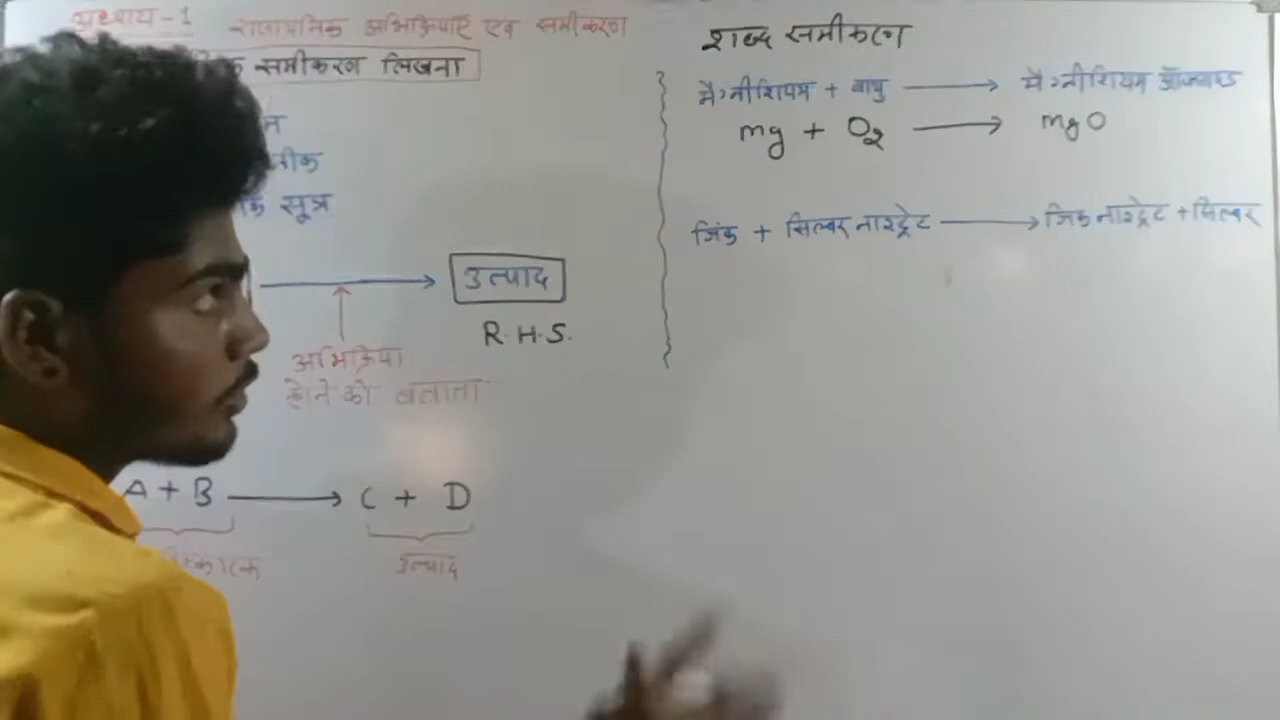 अध्याय-1 रासायनिक अभिक्रियाएँ एवं समीकरण
समीकरण लिखना
सूत्र
उत्पाद
R.H.S.
अभिक्रिया
होने को बताता
A + B → C + D
उत्पाद
शब्द समीकरण
मैग्नीशियम + वायु → मैग्नीशियम ऑक्साइड
mg + O2 → mgO
जिंक + सिल्वर नाइट्रेट → जिंक नाइट्रेट + सिल्वर